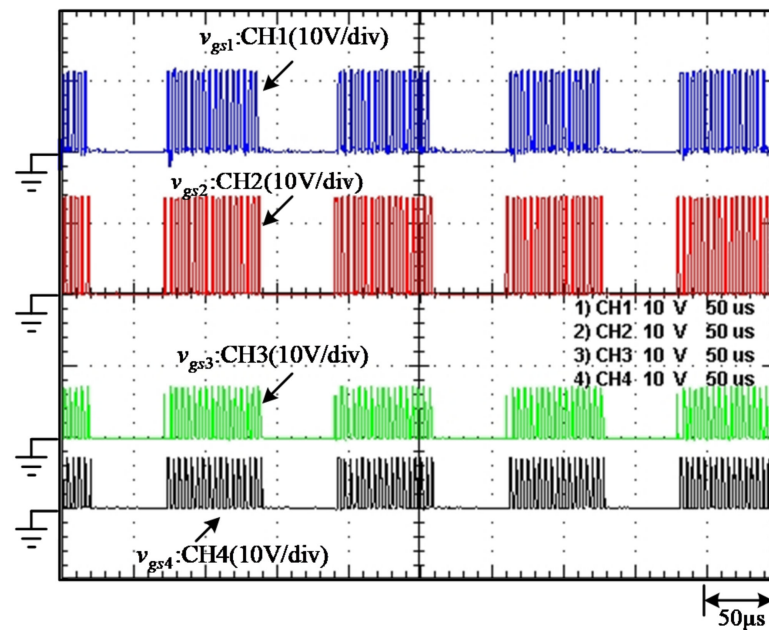 vgs1:CH1(10V/div)
vgs2:CH2(10V/div)
1) CH1 10 V 50 us
2) CH2 10 V 50 us
3) CH3 10 V 50 us
4) CH4 10 V 50 us
vgs3:CH3(10V/div)
vgs4:CH4(10V/div)
50μs